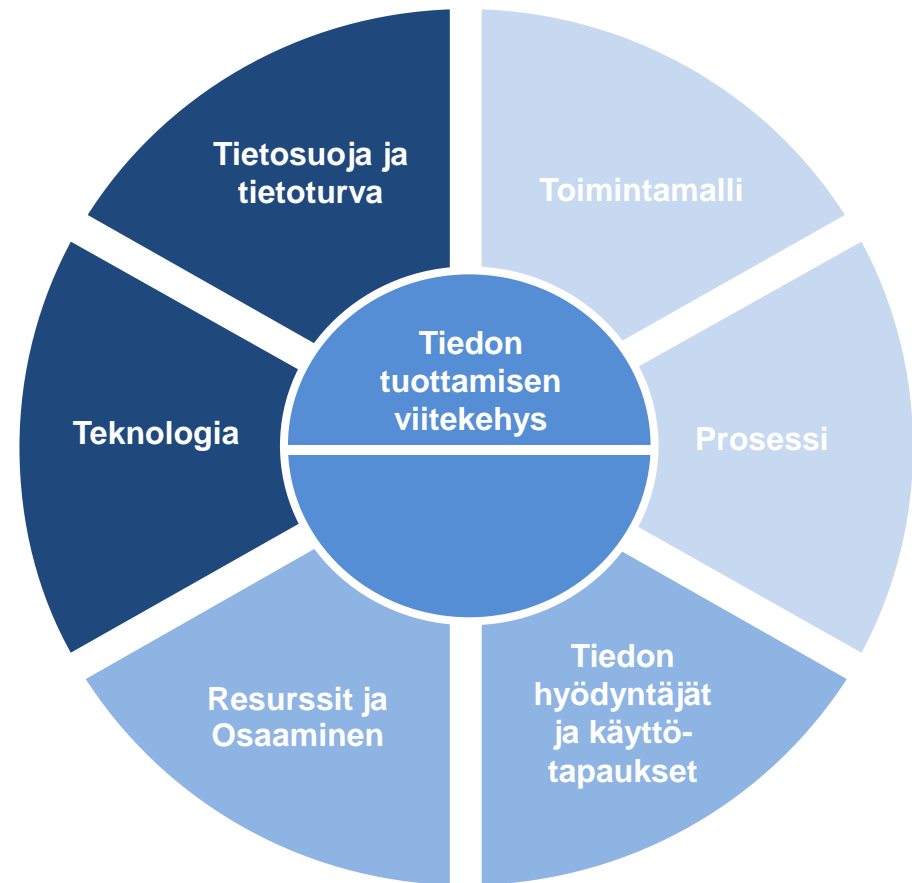 Tietosuoja ja
tietoturva
Toimintamalli
Tiedon
tuottamisen
viitekehys
Teknologia
Prosessi
Resurssit ja
Osaaminen
Tiedon
hyödyntäjät
ja käyttö-
tapaukset